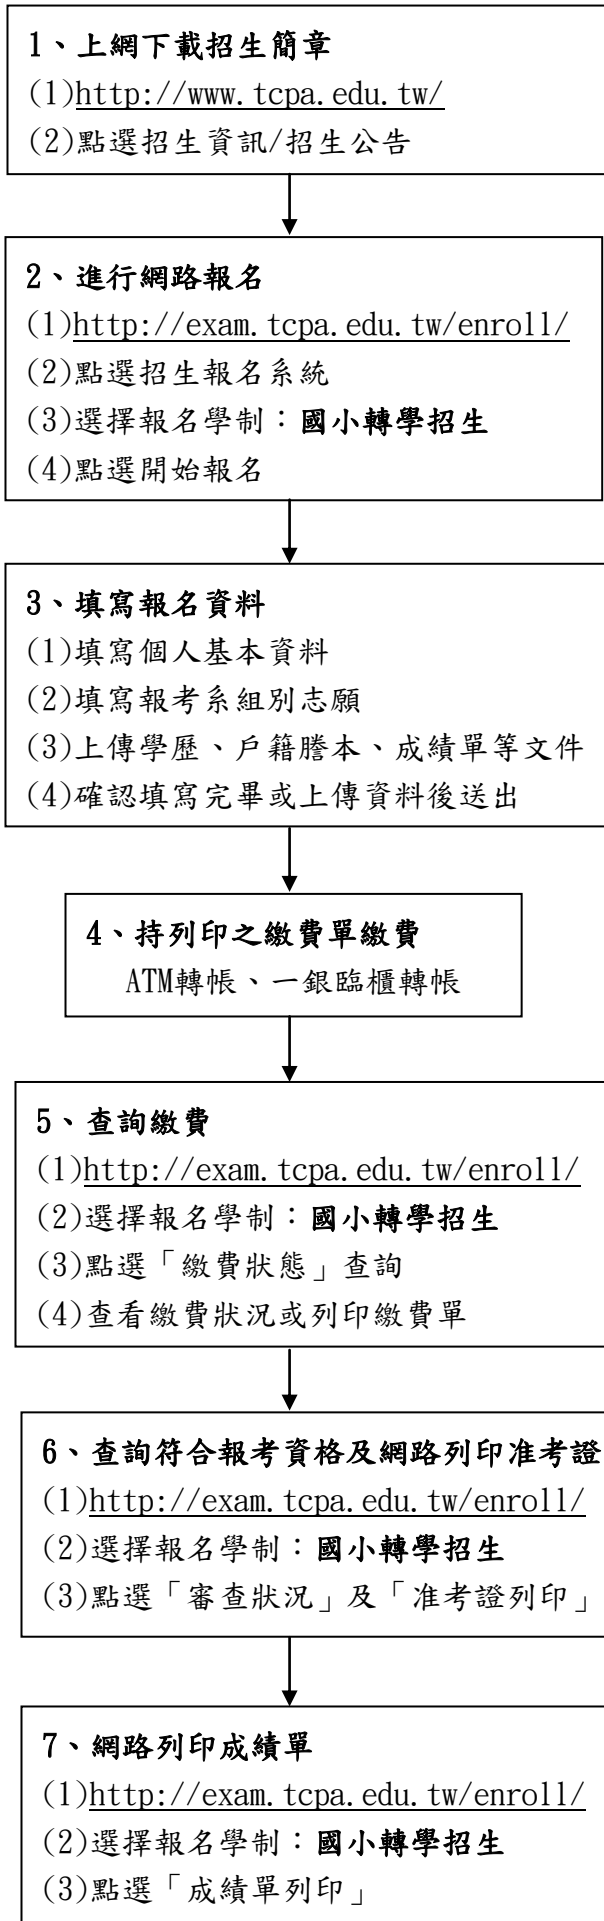 1、上網下載招生簡章
(1)http://www.tcpa.edu.tw/
(2)點選招生資訊/招生公告
2、進行網路報名
(1)http://exam.tcpa.edu.tw/enroll/
(2)點選招生報名系統
(3)選擇報名學制：國小轉學招生
(4)點選開始報名
3、填寫報名資料
(1)填寫個人基本資料
(2)填寫報考系組別志願
(3)上傳學歷、戶籍謄本、成績單等文件
(4)確認填寫完畢或上傳資料後送出
4、持列印之繳費單繳費
ATM轉帳、一銀臨櫃轉帳
5、查詢繳費
(1)http://exam.tcpa.edu.tw/enroll/
(2)選擇報名學制：國小轉學招生
(3)點選「繳費狀態」查詢
(4)查看繳費狀況或列印繳費單
6、查詢符合報考資格及網路列印准考證
(1)http://exam.tcpa.edu.tw/enroll/
(2)選擇報名學制：國小轉學招生
(3)點選「審查狀況」及「准考證列印」
7、網路列印成績單
(1)http://exam.tcpa.edu.tw/enroll/
(2)選擇報名學制：國小轉學招生
(3)點選「成績單列印」